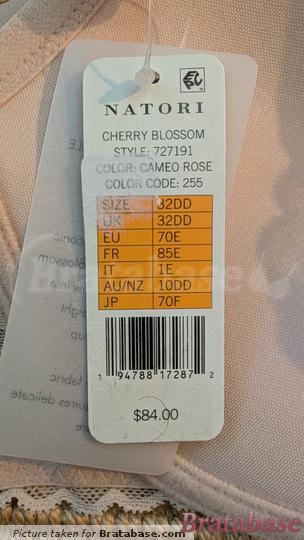 NATORI
CHERRY BLOSSOM
STYLE: 727191
COLOR: CAMEO ROSE
COLOR CODE: 255
SIZE 32DD
UK 32DD
EU 70E
FR 85E
IT 1E
AU/NZ 10DD
JP 70F
1 94788 17287 2
$84.00
Bratabase
Bratabase
Picture taken for Bratabase.com